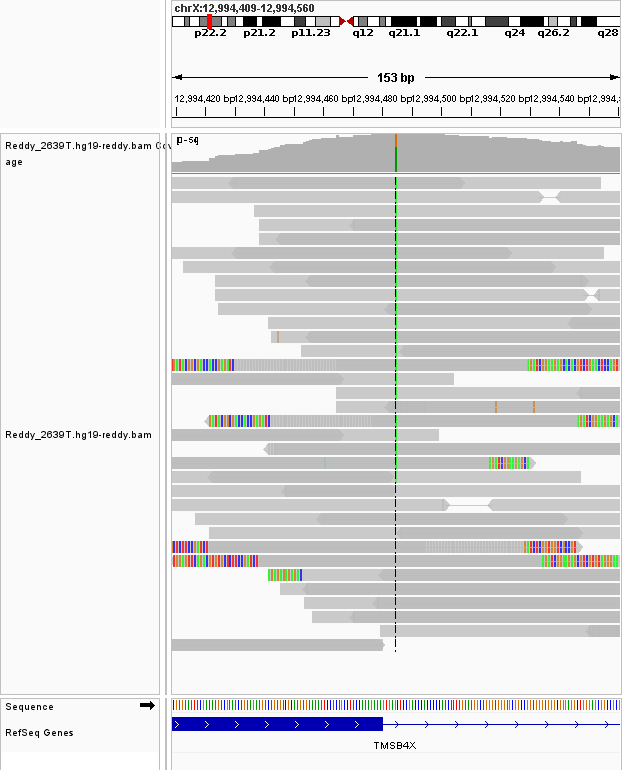 chrX:12,994,409-12,994,560
p22.2 p21.2 p11.23 q12 q21.1 q22.1 q24 q26.2 q28
153 bp
12,994,420 bp 12,994,440 bp 12,994,460 bp 12,994,480 bp 12,994,500 bp 12,994,520 bp 12,994,540 bp
Reddy_2639T.hg19-reddy.bam
age
Reddy_2639T.hg19-reddy.bam
Sequence
RefSeq Genes
TMSB4X